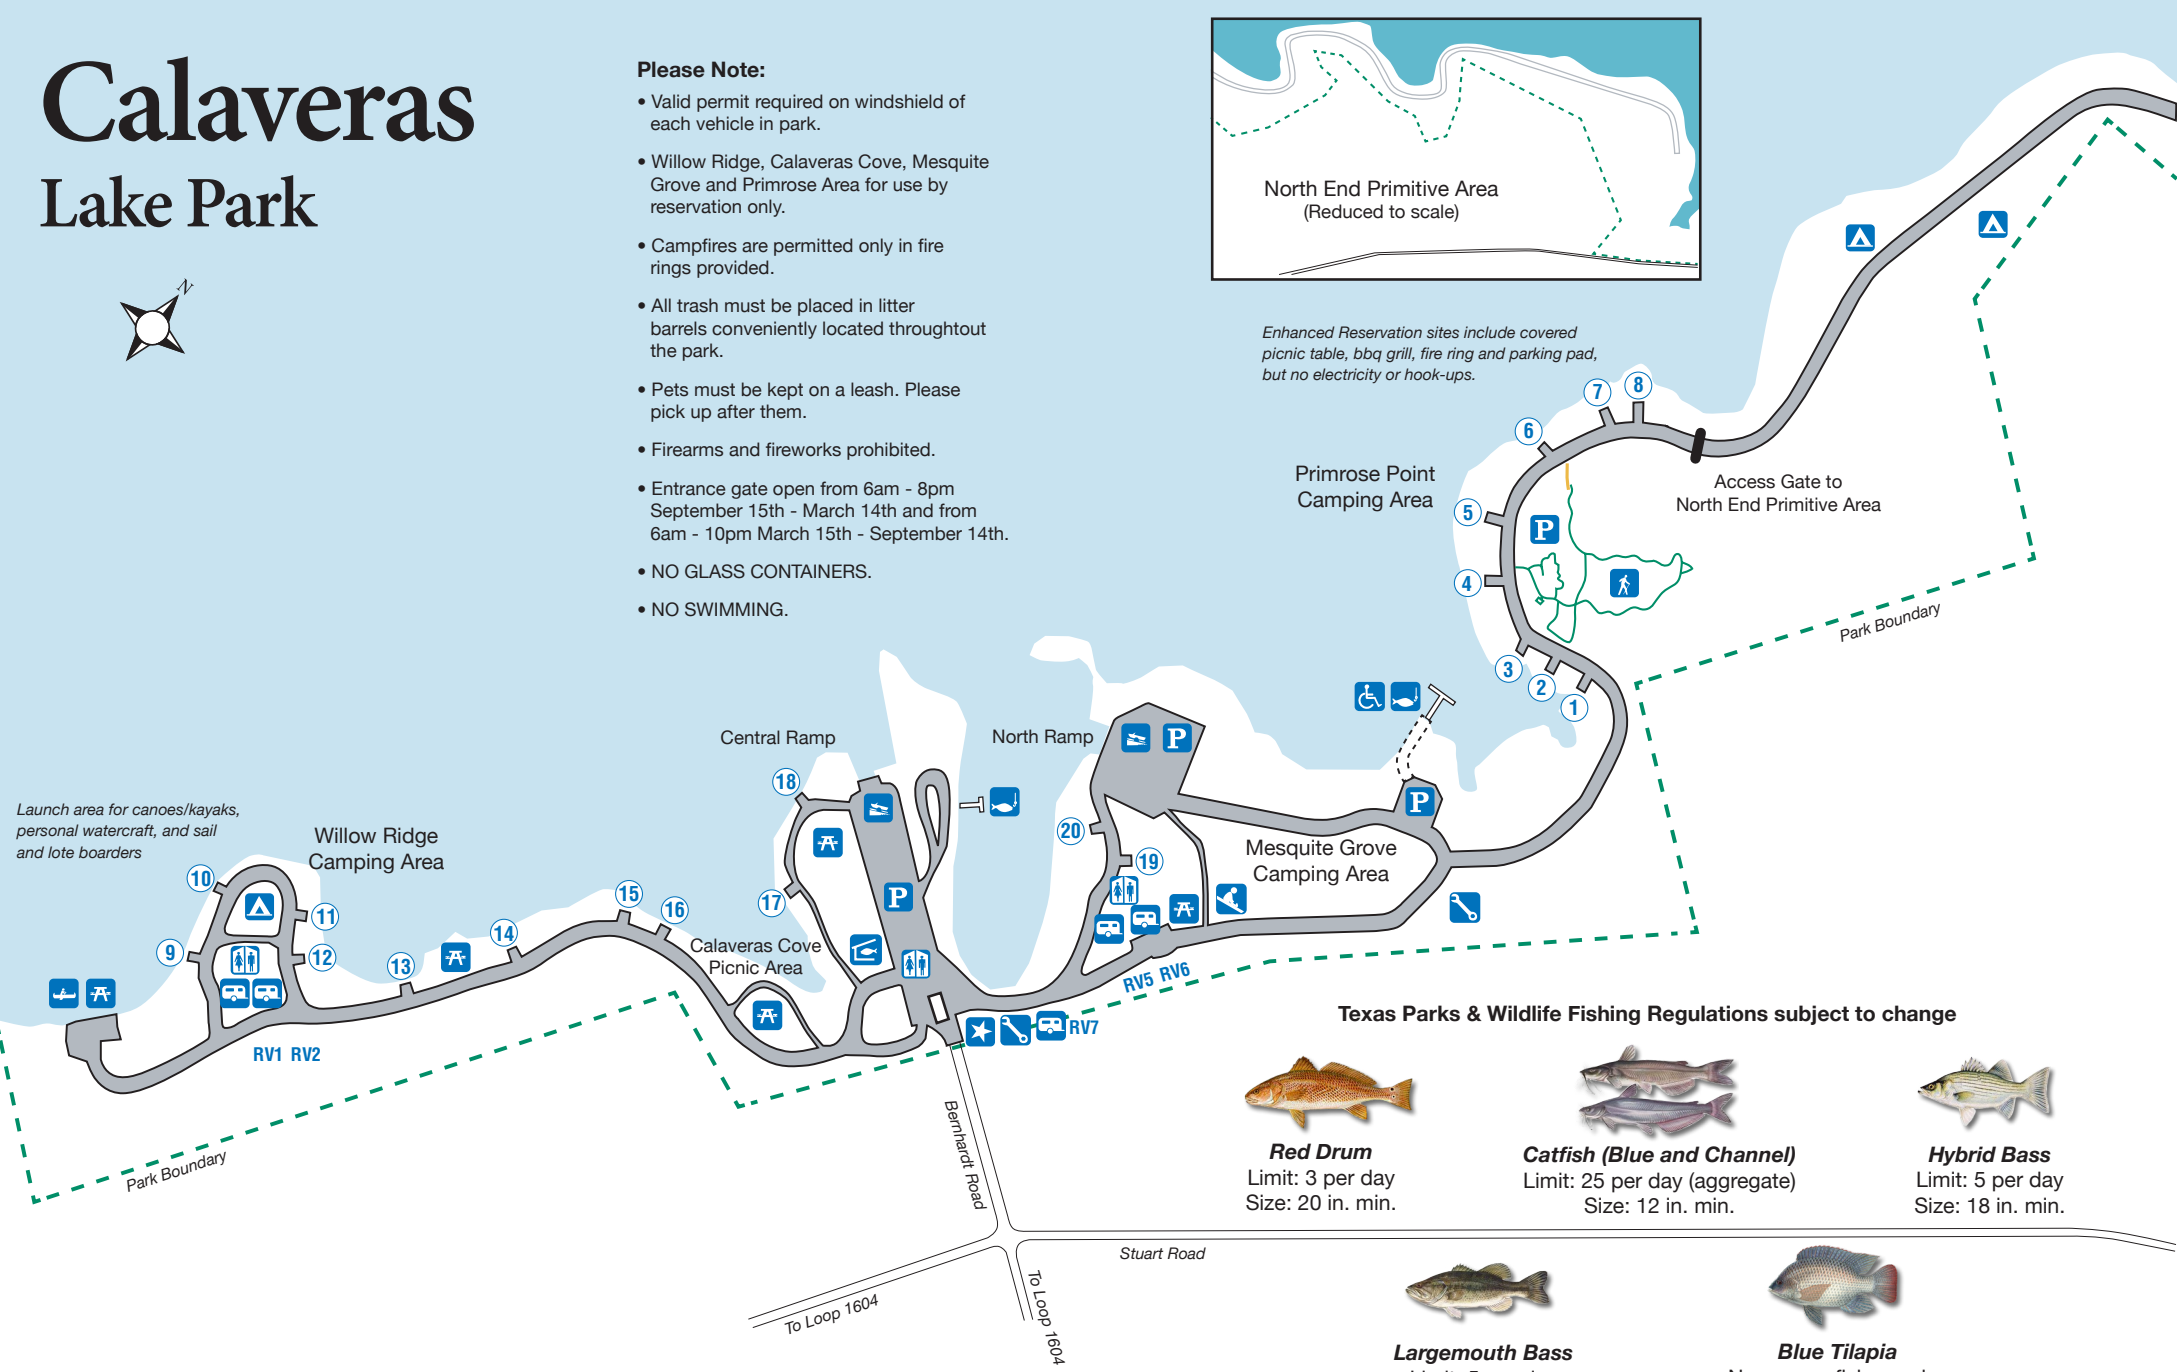 Calaveras
Lake Park
N
Please Note:
• Valid permit required on windshield of
each vehicle in park.
• Willow Ridge, Calaveras Cove, Mesquite
Grove and Primrose Area for use by
reservation only.
• Campfires are permitted only in fire
rings provided.
• All trash must be placed in litter
barrels conveniently located throughtout
the park.
• Pets must be kept on a leash. Please
pick up after them.
• Firearms and fireworks prohibited.
• Entrance gate open from 6am - 8pm
September 15th - March 14th and from
6am - 10pm March 15th - September 14th.
• NO GLASS CONTAINERS.
• NO SWIMMING.
North End Primitive Area
(Reduced to scale)
Enhanced Reservation sites include covered
picnic table, bbq grill, fire ring and parking pad,
but no electricity or hook-ups.
7
8
6
Primrose Point
Camping Area
5
P
4
3
2
1
Access Gate to
North End Primitive Area
Park Boundary
Central Ramp
North Ramp
P
18
P
20
19
Mesquite Grove
Camping Area
Launch area for canoes/kayaks,
personal watercraft, and sail
and lote boarders
Willow Ridge
Camping Area
10
11
9
12
13
14
15
16
17
P
Calaveras Cove
Picnic Area
RV1 RV2
RV5 RV6
RV7
Park Boundary
Bernhardt Road
Stuart Road
To Loop 1604
To Loop 1604
Texas Parks & Wildlife Fishing Regulations subject to change
Red Drum
Limit: 3 per day
Size: 20 in. min.
Catfish (Blue and Channel)
Limit: 25 per day (aggregate)
Size: 12 in. min.
Hybrid Bass
Limit: 5 per day
Size: 18 in. min.
Largemouth Bass
Blue Tilapia